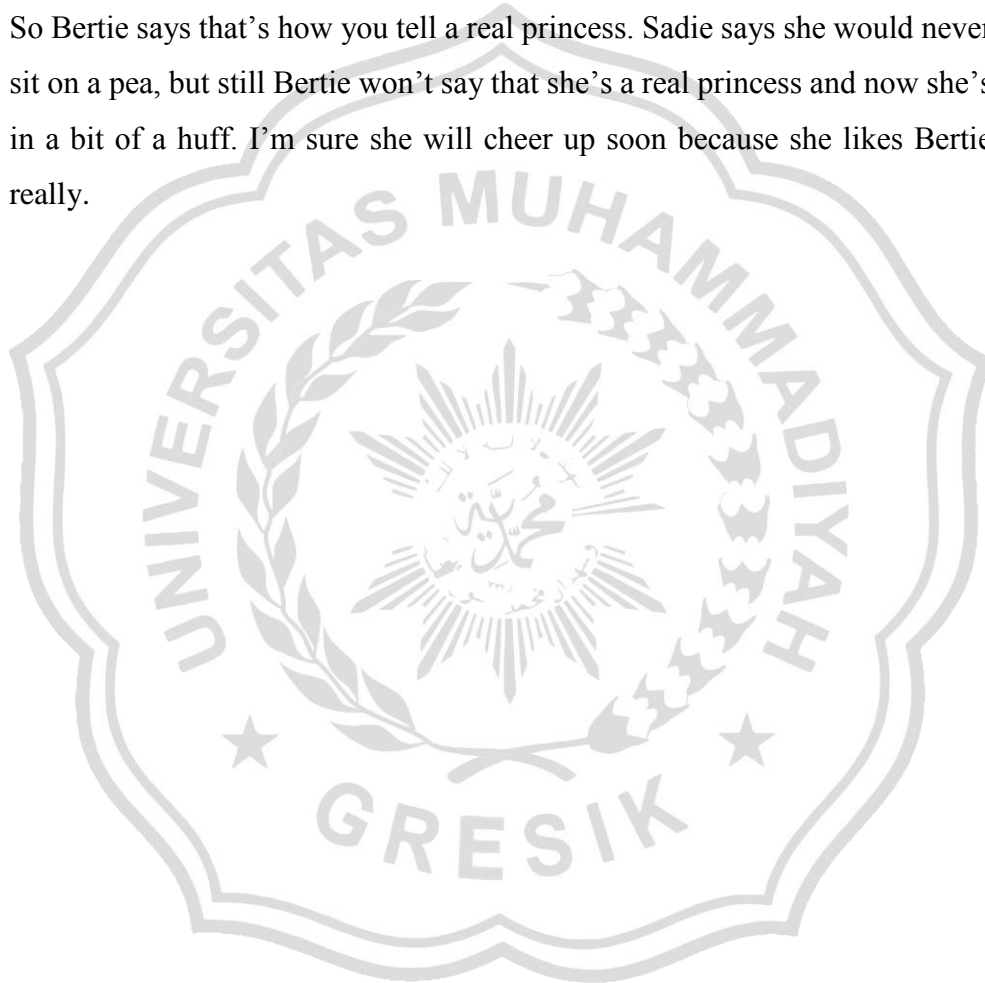 So Bertie says that’s how you tell a real princess. Sadie says she would never
sit on a pea, but still Bertie won’t say that she’s a real princess and now she’s
in a bit of a huff. I’m sure she will cheer up soon because she likes Bertie
really.
UNIVERSITAS MUHAMMADIYAH
محمدية
GRESIK